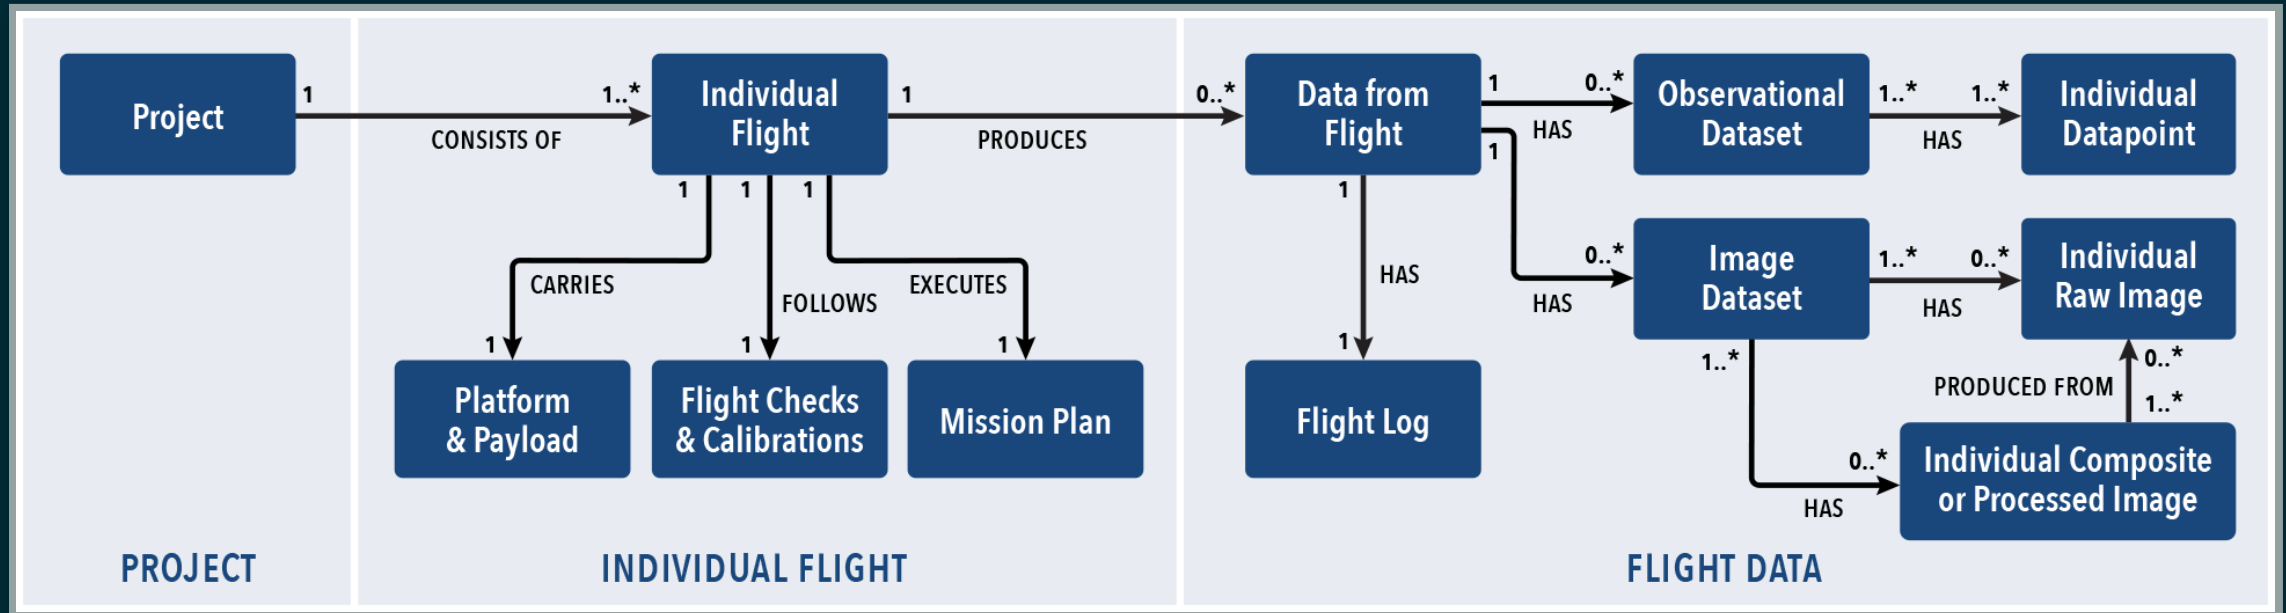 Project
1
1..*
CONSISTS OF
Individual
Flight
1
0..*
PRODUCES
1
1
1
CARRIES
FOLLOWS
EXECUTES
1
1
1
Platform
& Payload
Flight Checks
& Calibrations
Mission Plan
Data from
Flight
1
0..*
HAS
1
0..*
HAS
1
HAS
1
Flight Log
Observational
Dataset
1..*
1..*
HAS
Individual
Datapoint
Image
Dataset
1..*
0..*
HAS
Individual
Raw Image
0..*
PRODUCED FROM
1..*
1..*
0..*
HAS
Individual Composite
or Processed Image
PROJECT
INDIVIDUAL FLIGHT
FLIGHT DATA